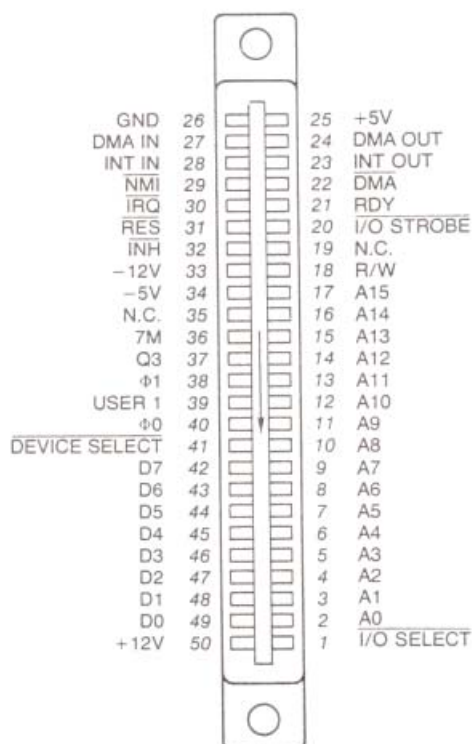 GND 26 25 +5V
DMA IN 27 24 DMA OUT
INT IN 28 23 INT OUT
NMI 29 22 DMA
IRQ 30 21 RDY
RES 31 20 I/O STROBE
INH 32 19 N.C.
−12V 33 18 R/W
−5V 34 17 A15
N.C. 35 16 A14
7M 36 15 A13
Q3 37 14 A12
Φ1 38 13 A11
USER 1 39 12 A10
Φ0 40 11 A9
DEVICE SELECT 41 10 A8
D7 42 9 A7
D6 43 8 A6
D5 44 7 A5
D4 45 6 A4
D3 46 5 A3
D2 47 4 A2
D1 48 3 A1
D0 49 2 A0
+12V 50 1 I/O SELECT